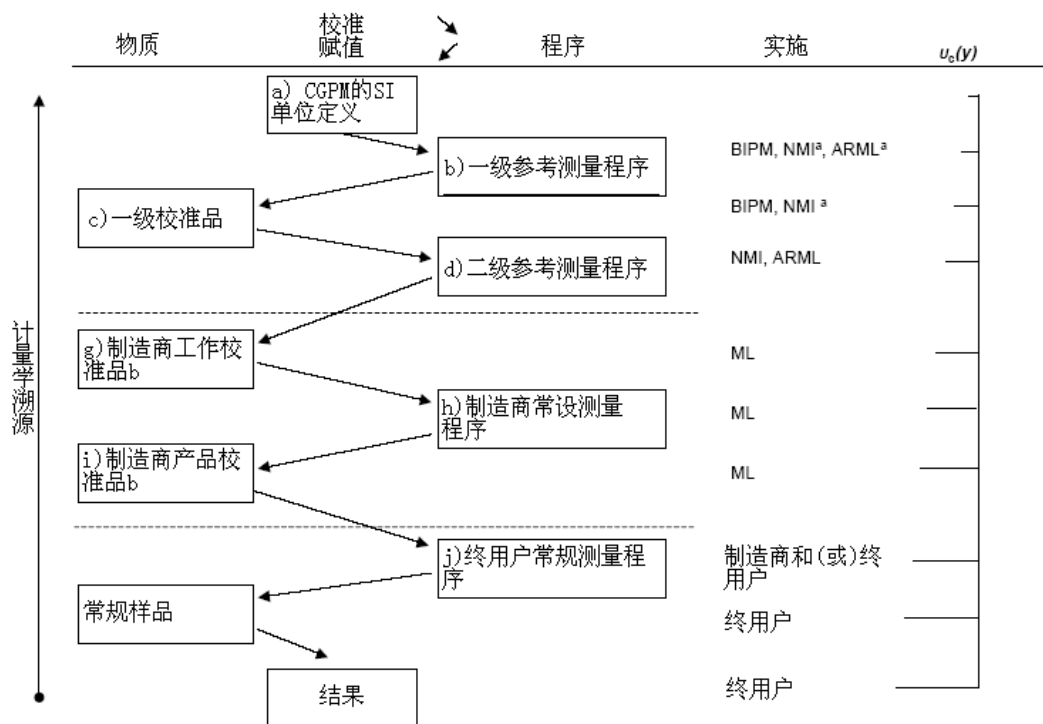 物质
校准
赋值
程序
实施
uc(y)
a) CGPM的SI
单位定义
b)一级参考测量程序
BIPM, NMIª, ARMLª
c)一级校准品
BIPM, NMI ª
d)二级参考测量程序
NMI, ARML
计量学溯源
g)制造商工作校
准品b
ML
h)制造商常设测量
程序
ML
i)制造商产品校
准品b
ML
j)终用户常规测量程
序
制造商和(或)终
用户
常规样品
终用户
结果
终用户